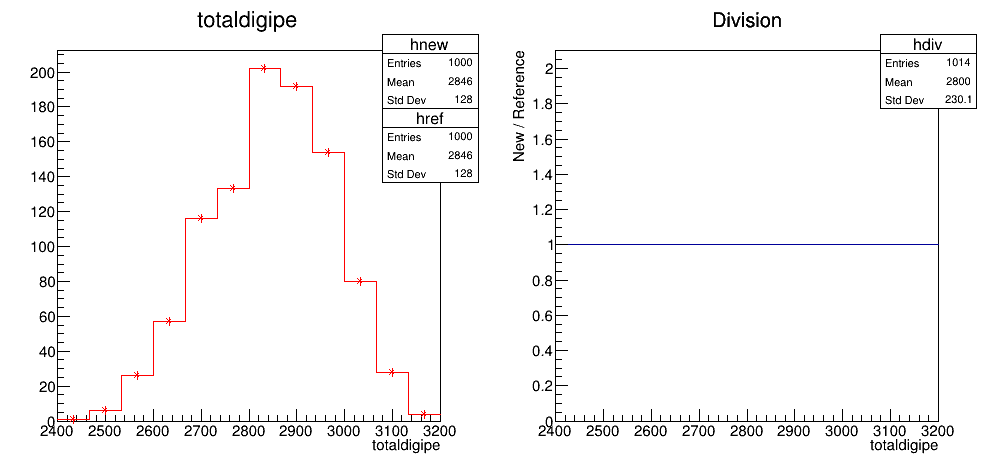 totaldigipe
hnew
Entries 1000
Mean 2846
Std Dev 128
href
Entries 1000
Mean 2846
Std Dev 128
200
180
160
140
120
100
80
60
40
20
0
2400 2500 2600 2700 2800 2900 3000 3100 3200
totaldigipe
Division
hdiv
Entries 1014
Mean 2800
Std Dev 230.1
New / Reference
2
1.8
1.6
1.4
1.2
1
0.8
0.6
0.4
0.2
0
2400 2500 2600 2700 2800 2900 3000 3100 3200
totaldigipe